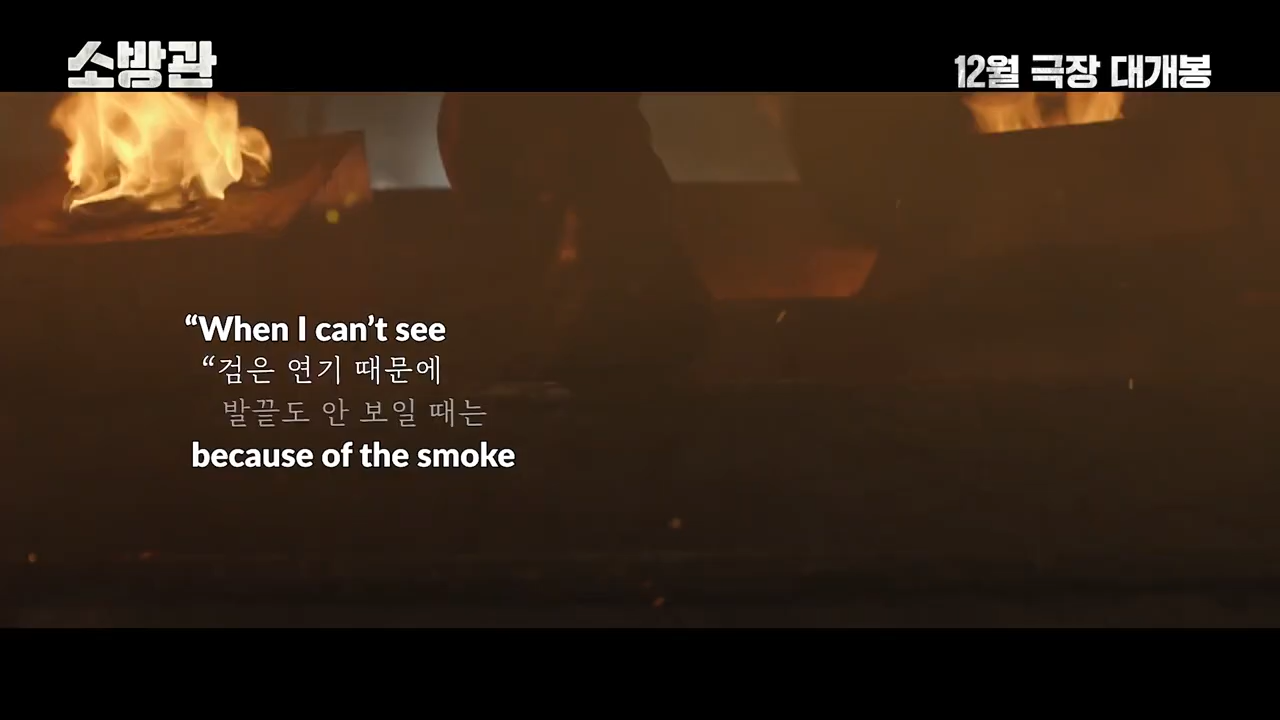 소방관
12월 극장 대개봉
“When I can’t see
“검은 연기 때문에
발끝도 안 보일 때는
because of the smoke